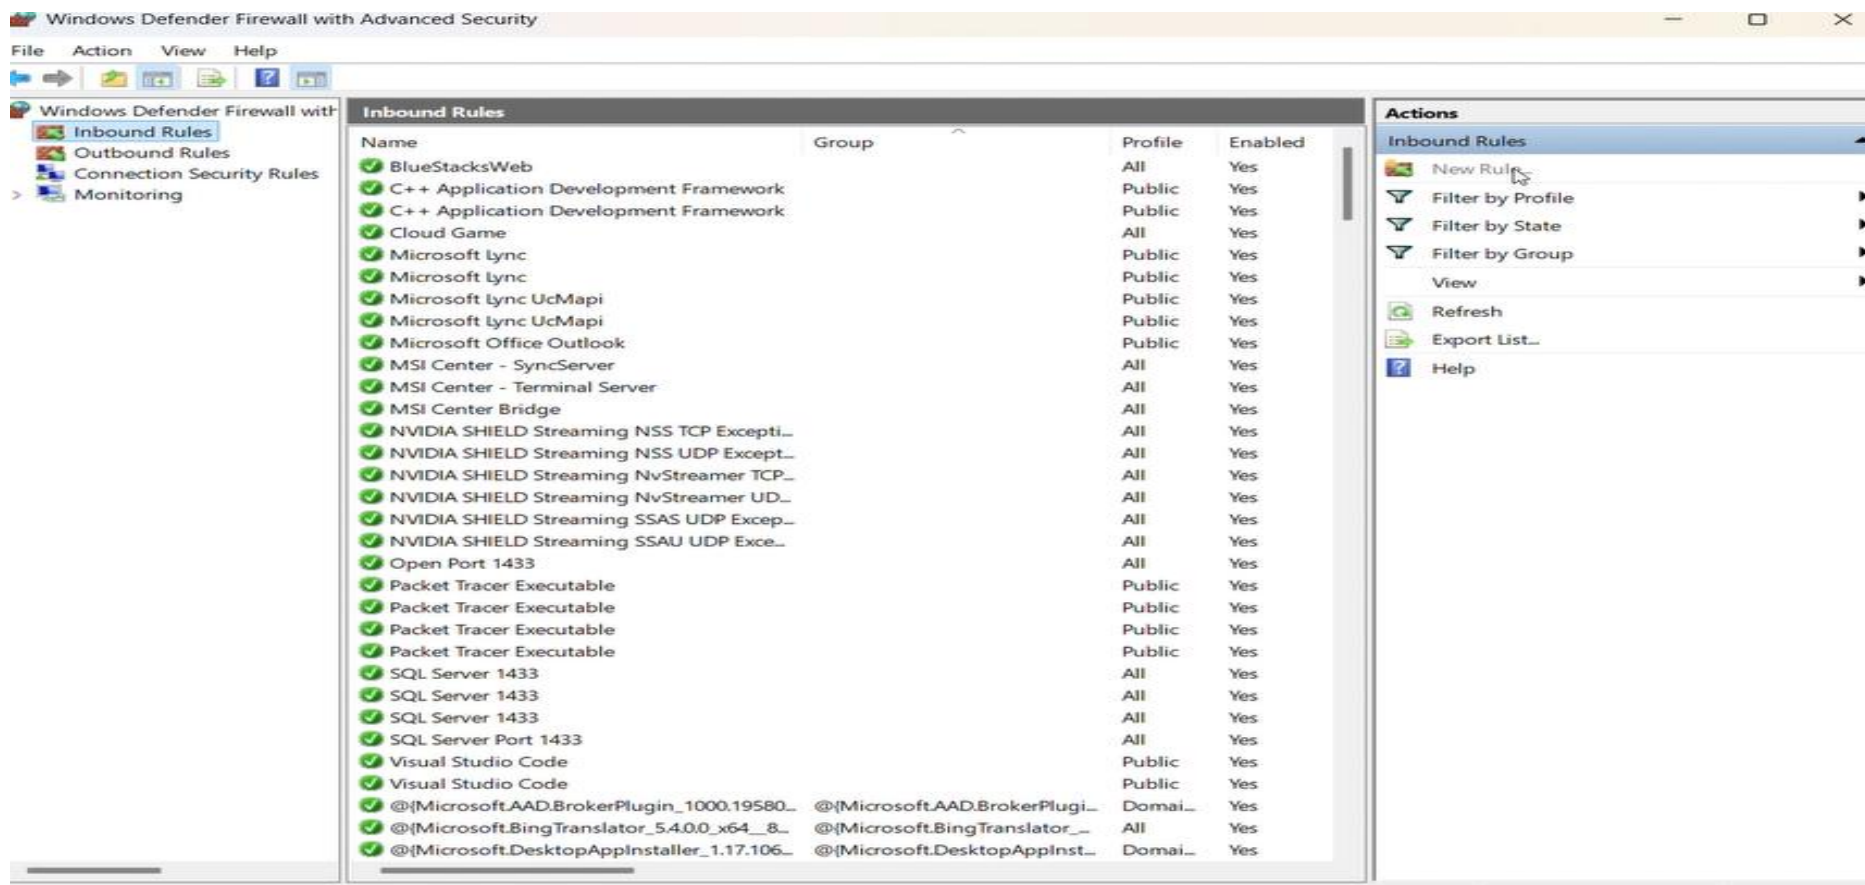 Windows Defender Firewall with Advanced Security
File Action View Help
Windows Defender Firewall with
Inbound Rules
Outbound Rules
Connection Security Rules
Monitoring
Inbound Rules
Name Group Profile Enabled
BlueStacksWeb All Yes
C++ Application Development Framework Public Yes
C++ Application Development Framework Public Yes
Cloud Game All Yes
Microsoft Lync Public Yes
Microsoft Lync Public Yes
Microsoft Lync UcMapi Public Yes
Microsoft Lync UcMapi Public Yes
Microsoft Office Outlook Public Yes
MSI Center - SyncServer All Yes
MSI Center - Terminal Server All Yes
MSI Center Bridge All Yes
NVIDIA SHIELD Streaming NSS TCP Excepti... All Yes
NVIDIA SHIELD Streaming NSS UDP Except... All Yes
NVIDIA SHIELD Streaming NvStreamer TCP... All Yes
NVIDIA SHIELD Streaming NvStreamer UD... All Yes
NVIDIA SHIELD Streaming SSAS UDP Excep... All Yes
NVIDIA SHIELD Streaming SSAU UDP Exce... All Yes
Open Port 1433 All Yes
Packet Tracer Executable Public Yes
Packet Tracer Executable Public Yes
Packet Tracer Executable Public Yes
Packet Tracer Executable Public Yes
SQL Server 1433 All Yes
SQL Server 1433 All Yes
SQL Server 1433 All Yes
SQL Server Port 1433 All Yes
Visual Studio Code Public Yes
Visual Studio Code Public Yes
@{Microsoft.AAD.BrokerPlugin_1000.19580... @{Microsoft.AAD.BrokerPlugi... Domai... Yes
@{Microsoft.BingTranslator_5.4.0.0_x64__8... @{Microsoft.BingTranslator_... All Yes
@{Microsoft.DesktopAppInstaller_1.17.106... @{Microsoft.DesktopAppInst... Domai... Yes
Actions
Inbound Rules
New Rule...
Filter by Profile
Filter by State
Filter by Group
View
Refresh
Export List...
Help